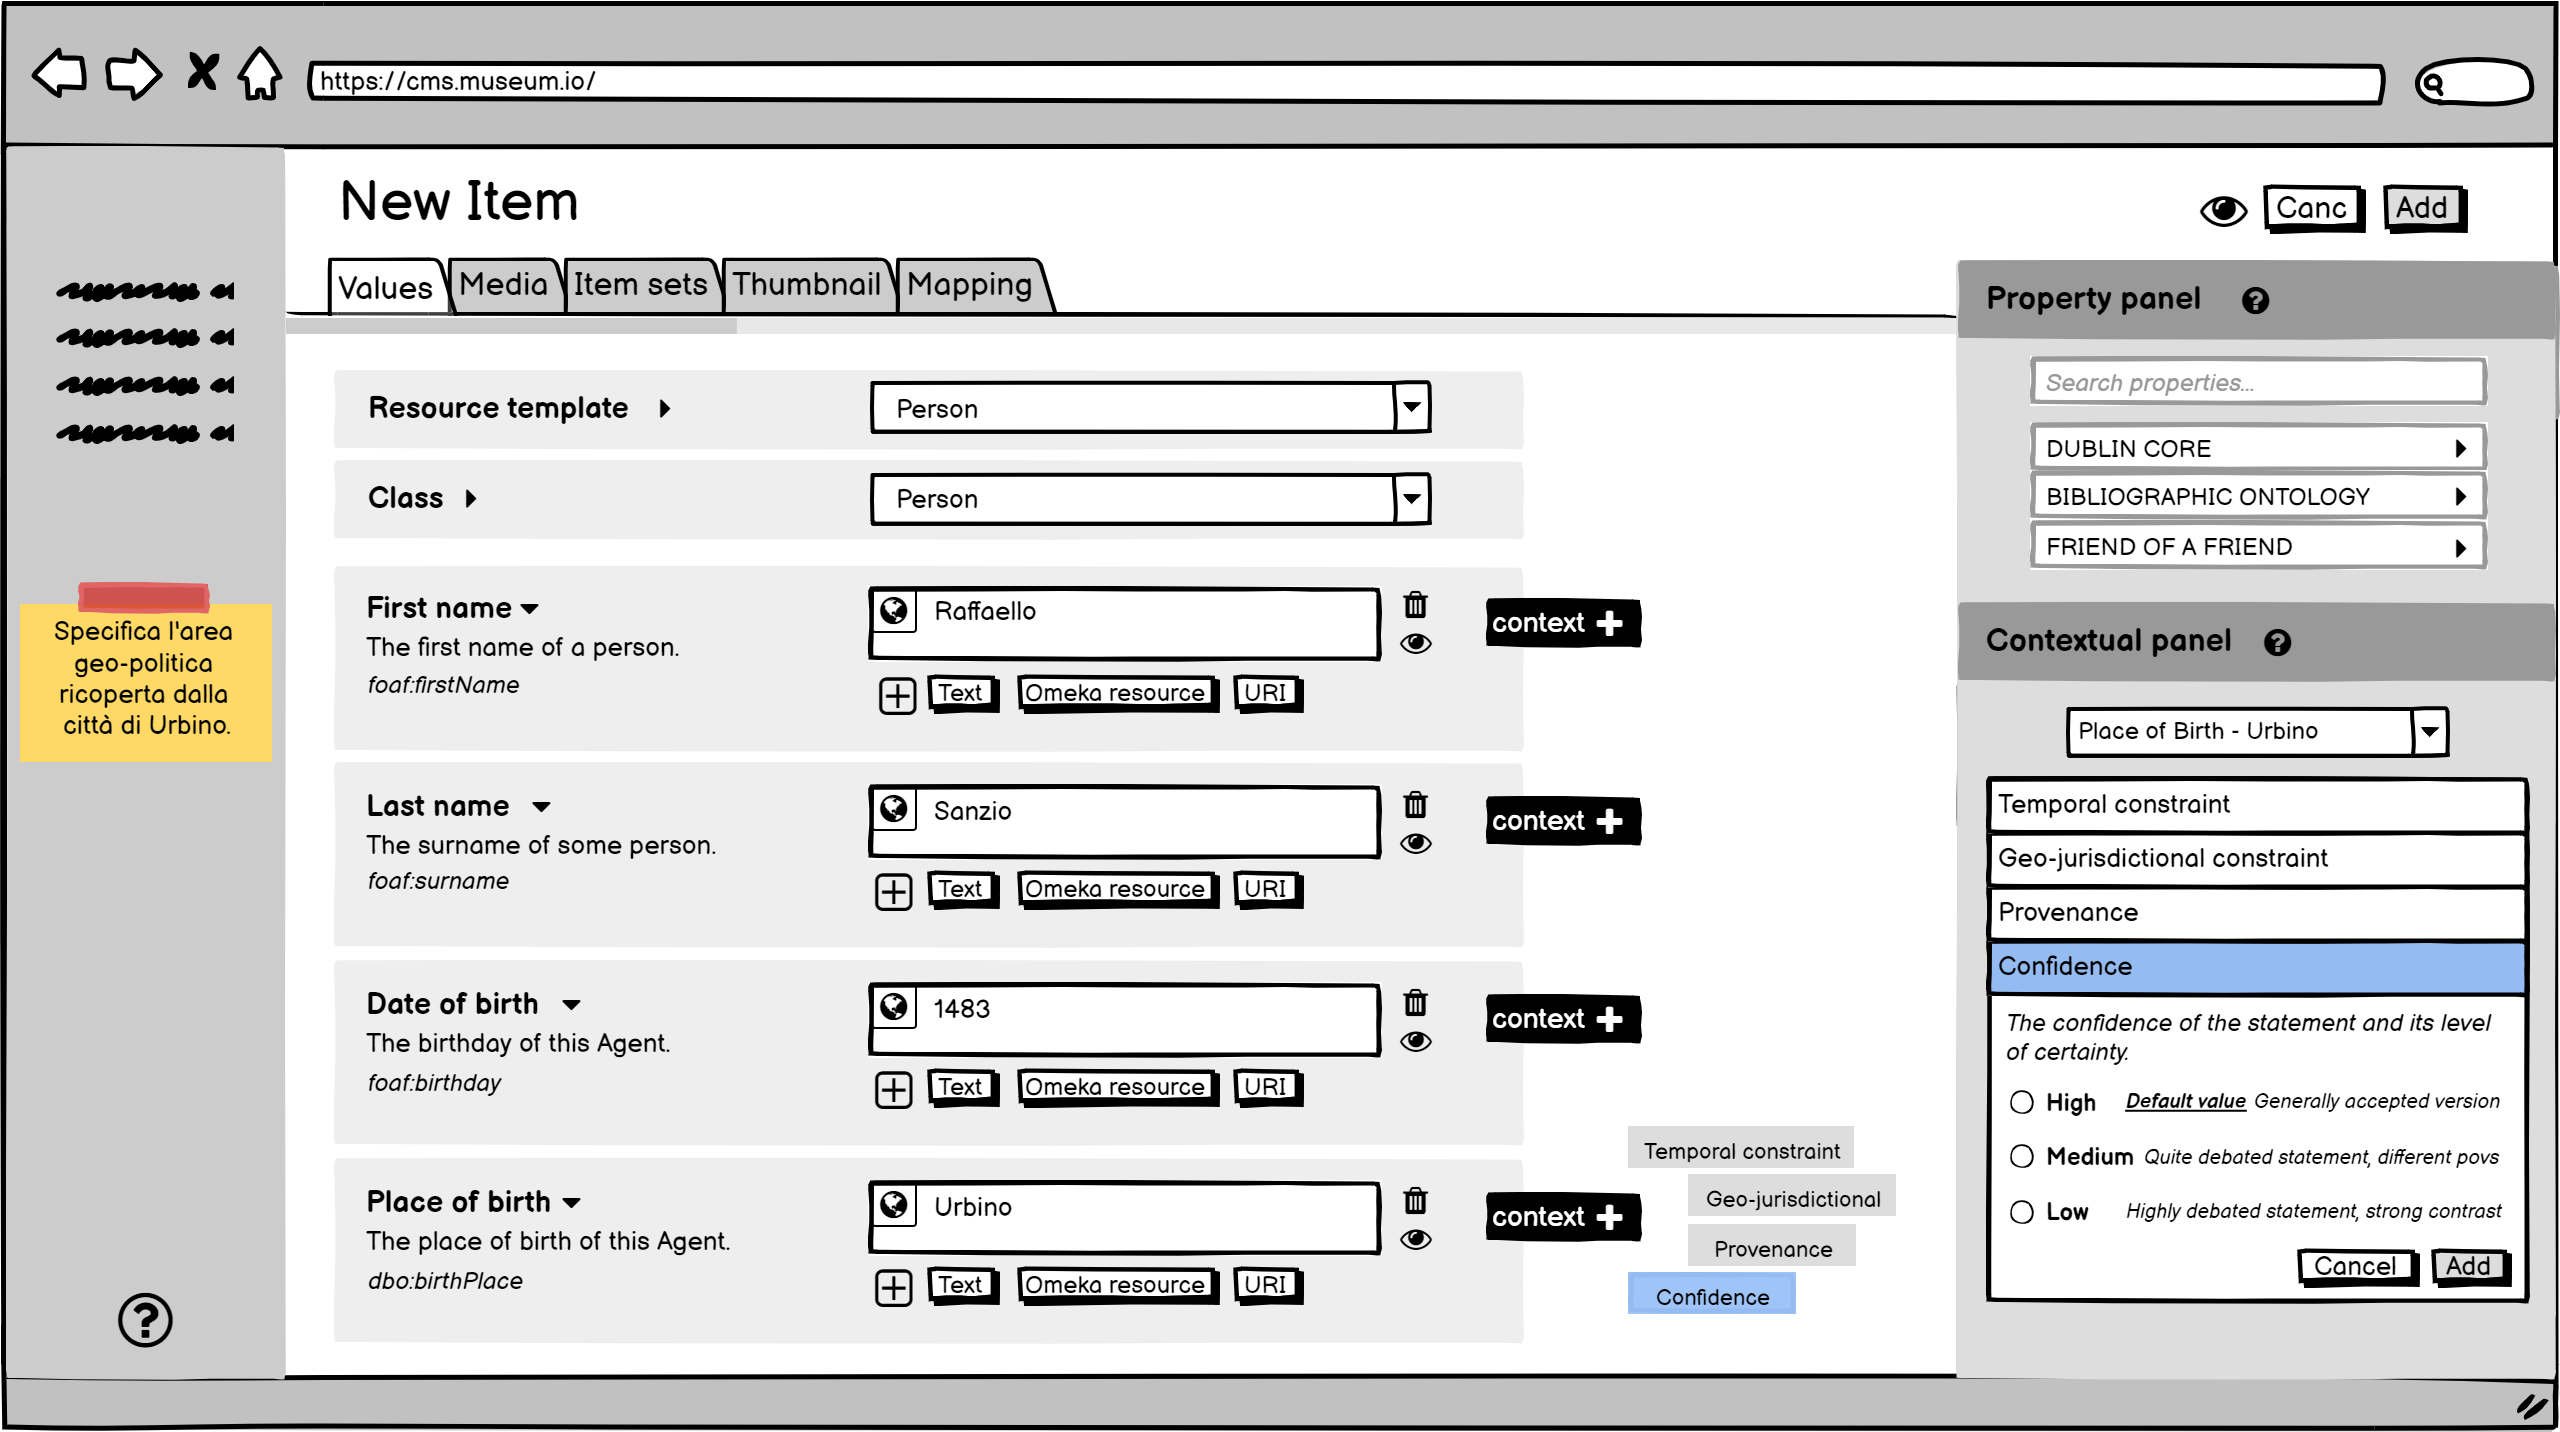 https://cms.museum.io/
New Item
Canc
Add
Values
Media
Item sets
Thumbnail
Mapping
Specifica l'area
geo-politica
ricoperta dalla
città di Urbino.
?
Resource template
Person
Class
Person
First name
The first name of a person.
foaf:firstName
Raffaello
Text
Omeka resource
URI
context
Last name
The surname of some person.
foaf:surname
Sanzio
Text
Omeka resource
URI
context
Date of birth
The birthday of this Agent.
foaf:birthday
1483
Text
Omeka resource
URI
context
Place of birth
The place of birth of this Agent.
dbo:birthPlace
Urbino
Text
Omeka resource
URI
context
Temporal constraint
Geo-jurisdictional
Provenance
Confidence
Property panel ?
Search properties...
DUBLIN CORE
BIBLIOGRAPHIC ONTOLOGY
FRIEND OF A FRIEND
Contextual panel ?
Place of Birth - Urbino
Temporal constraint
Geo-jurisdictional constraint
Provenance
Confidence
The confidence of the statement and its level
of certainty.
High Default value Generally accepted version
Medium Quite debated statement, different povs
Low Highly debated statement, strong contrast
Cancel
Add